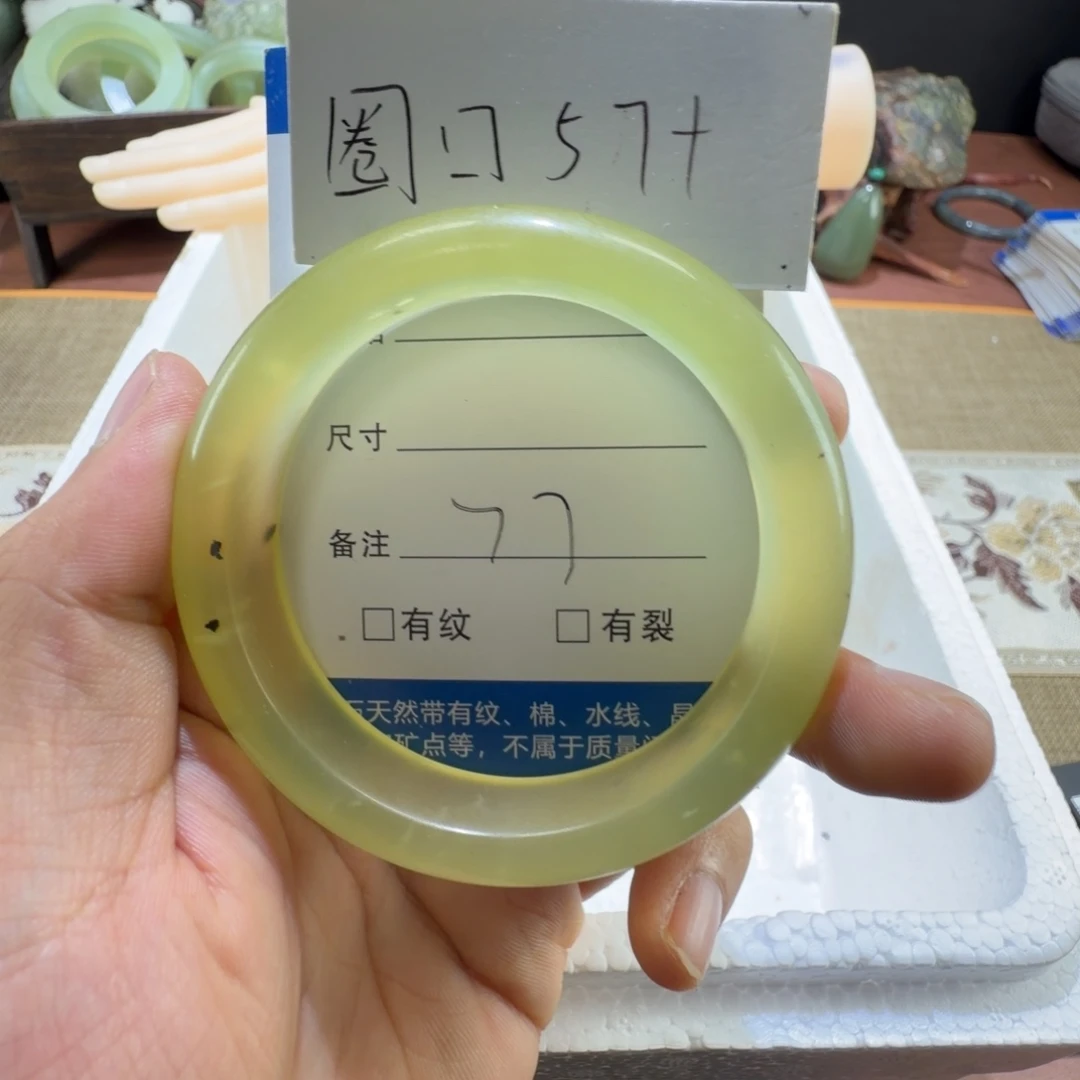 圈口57+
尺寸
备注 77
□有纹 □有裂
天然带有纹、棉、水线、
矿点等，不属于质量